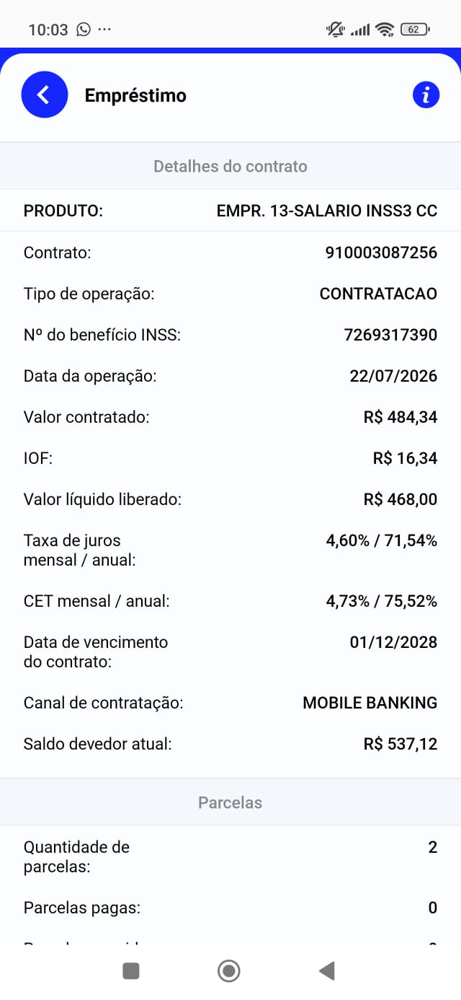 10:03 ...
62
Empréstimo
i
Detalhes do contrato
PRODUTO: EMPR. 13-SALARIO INSS3 CC
Contrato: 910003087256
Tipo de operação: CONTRATACAO
Nº do benefício INSS: 7269317390
Data da operação: 22/07/2026
Valor contratado: R$ 484,34
IOF: R$ 16,34
Valor líquido liberado: R$ 468,00
Taxa de juros 4,60% / 71,54%
mensal / anual:
CET mensal / anual: 4,73% / 75,52%
Data de vencimento 01/12/2028
do contrato:
Canal de contratação: MOBILE BANKING
Saldo devedor atual: R$ 537,12
Parcelas
Quantidade de 2
parcelas:
Parcelas pagas: 0